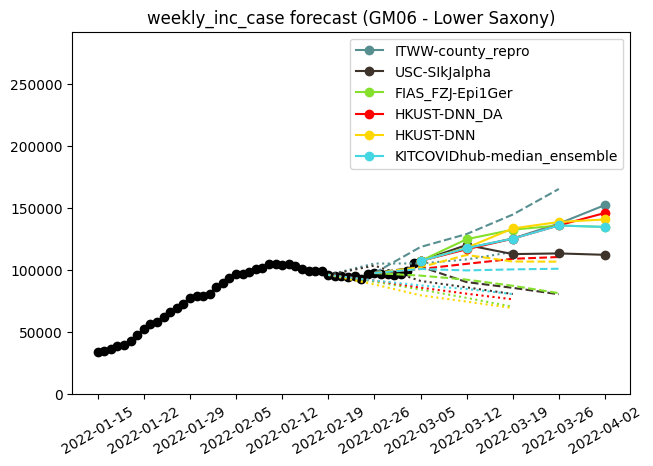 weekly_inc_case forecast (GM06 - Lower Saxony)
ITWW-county_repro
USC-SIkJalpha
FIAS_FZJ-Epi1Ger
HKUST-DNN_DA
HKUST-DNN
KITCOVIDhub-median_ensemble
250000
200000
150000
100000
50000
0
2022-01-15
2022-01-22
2022-01-29
2022-02-05
2022-02-12
2022-02-19
2022-02-26
2022-03-05
2022-03-12
2022-03-19
2022-03-26
2022-04-02